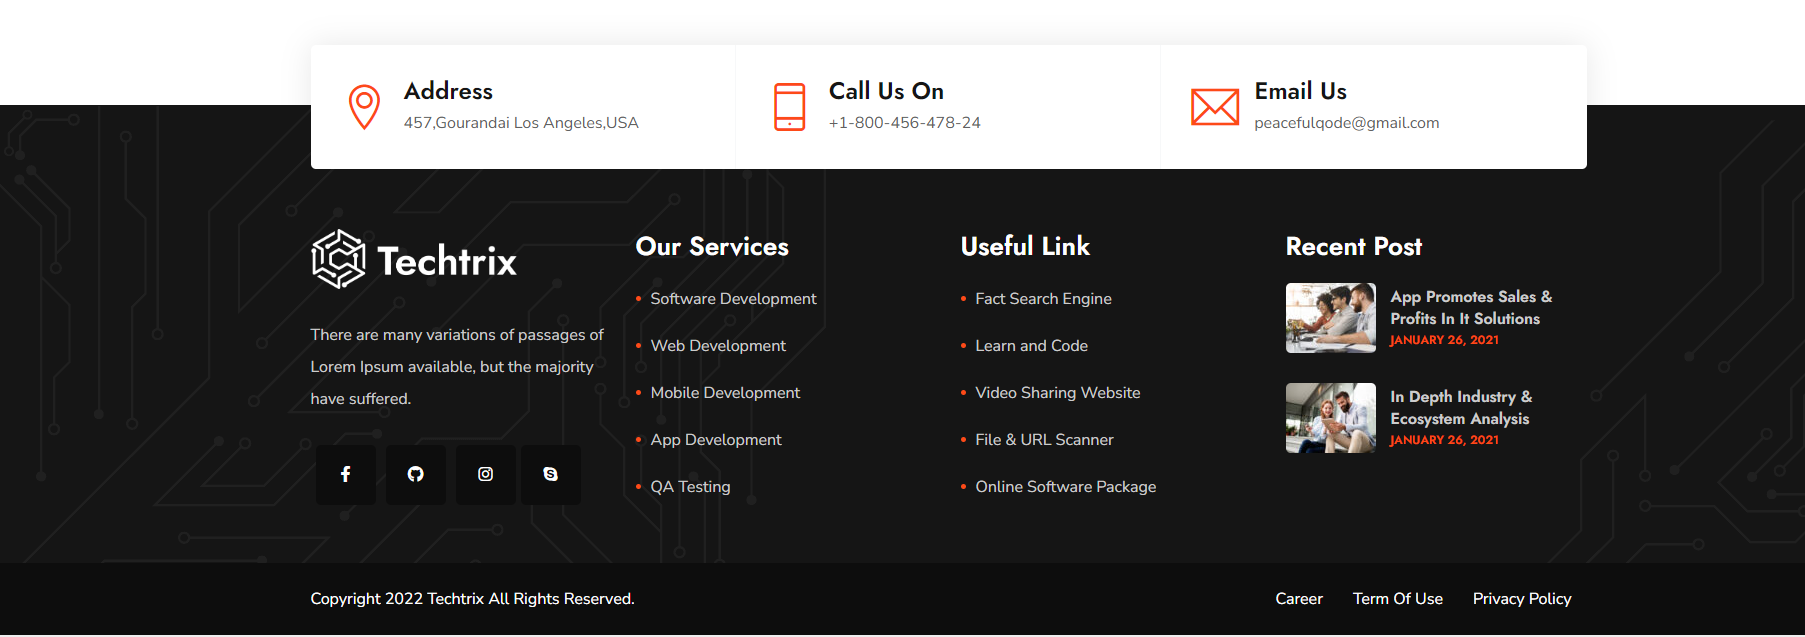 Address
457,Gourandai Los Angeles,USA
Call Us On
+1-800-456-478-24
Email Us
peacefulqode@gmail.com
Techtrix
There are many variations of passages of
Lorem Ipsum available, but the majority
have suffered.
Our Services
Software Development
Web Development
Mobile Development
App Development
QA Testing
Useful Link
Fact Search Engine
Learn and Code
Video Sharing Website
File & URL Scanner
Online Software Package
Recent Post
App Promotes Sales &
Profits In It Solutions
JANUARY 26, 2021
In Depth Industry &
Ecosystem Analysis
JANUARY 26, 2021
Copyright 2022 Techtrix All Rights Reserved.
Career
Term Of Use
Privacy Policy